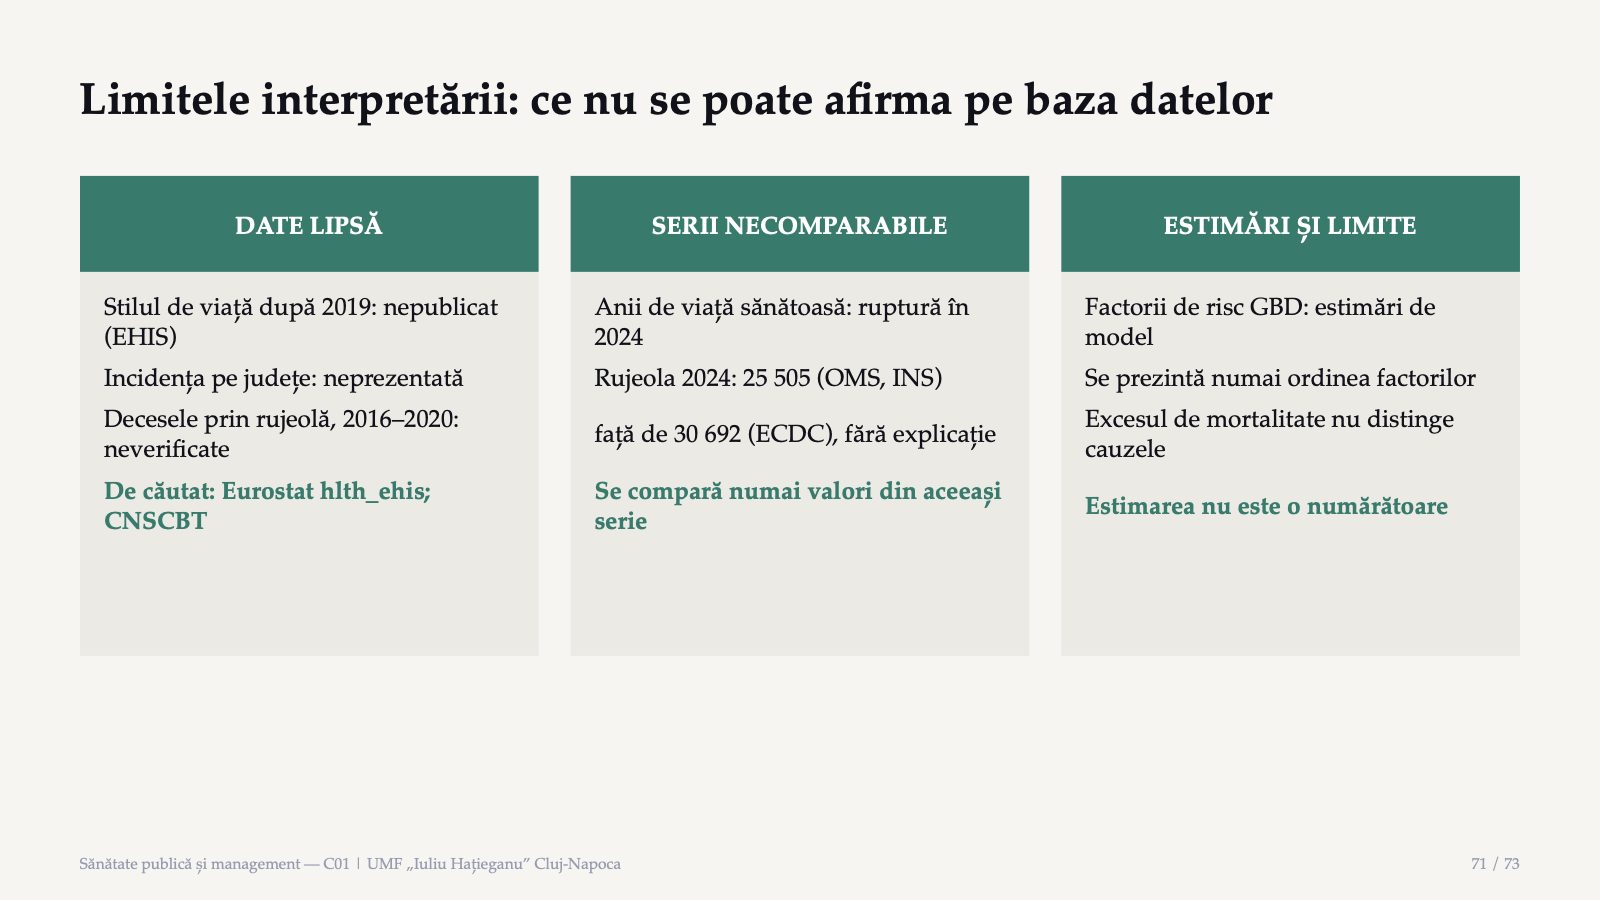 Limitele interpretării: ce nu se poate afirma pe baza datelor
DATE LIPSĂ
Stilul de viață după 2019: nepublicat
(EHIS)
Incidența pe județe: neprezentată
Decesele prin rujeolă, 2016–2020:
neverificate
De căutat: Eurostat hlth_ehis;
CNSCBT
SERII NECOMPARABILE
Anii de viață sănătoasă: ruptură în
2024
Rujeola 2024: 25 505 (OMS, INS)
față de 30 692 (ECDC), fără explicație
Se compară numai valori din aceeași
serie
ESTIMĂRI ȘI LIMITE
Factorii de risc GBD: estimări de
model
Se prezintă numai ordinea factorilor
Excesul de mortalitate nu distinge
cauzele
Estimarea nu este o numărătoare
Sănătate publică și management — C01 | UMF „Iuliu Hațieganu” Cluj-Napoca
71 / 73